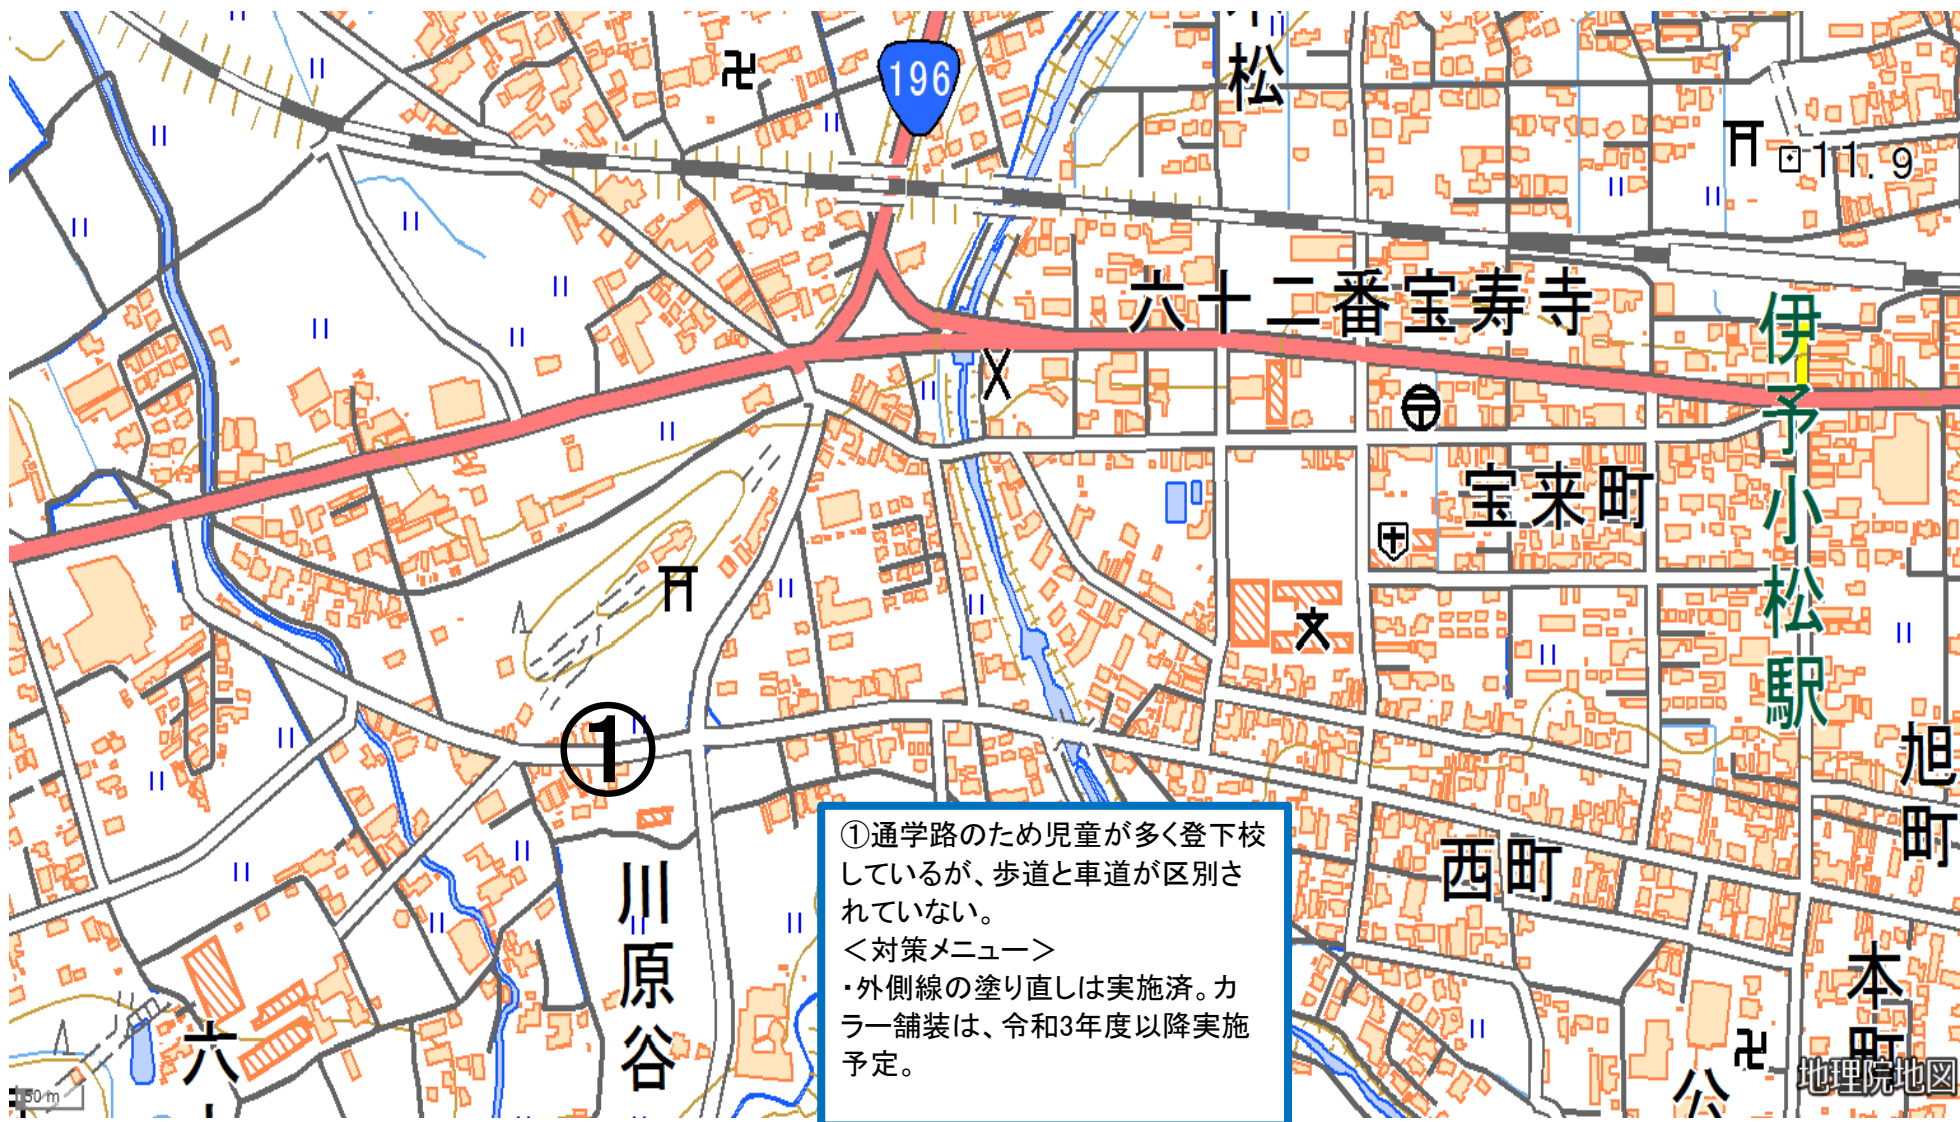 松
196
11.9
六十二番宝寿寺
伊予小松駅
宝来町
①
旭町
①通学路のため児童が多く登下校
しているが、歩道と車道が区別さ
れていない。
＜対策メニュー＞
・外側線の塗り直しは実施済。カ
ラー舗装は、令和3年度以降実施
予定。
西町
川原谷
本町
六
公
50 m
地理院地図